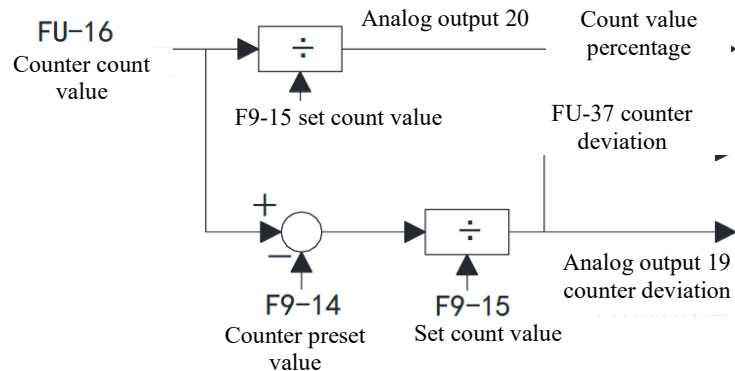 FU-16
Counter count
value
÷
Analog output 20
Count value
percentage
F9-15 set count value
FU-37 counter
deviation
+
−
÷
Analog output 19
counter deviation
F9-14
Counter preset
value
F9-15
Set count value